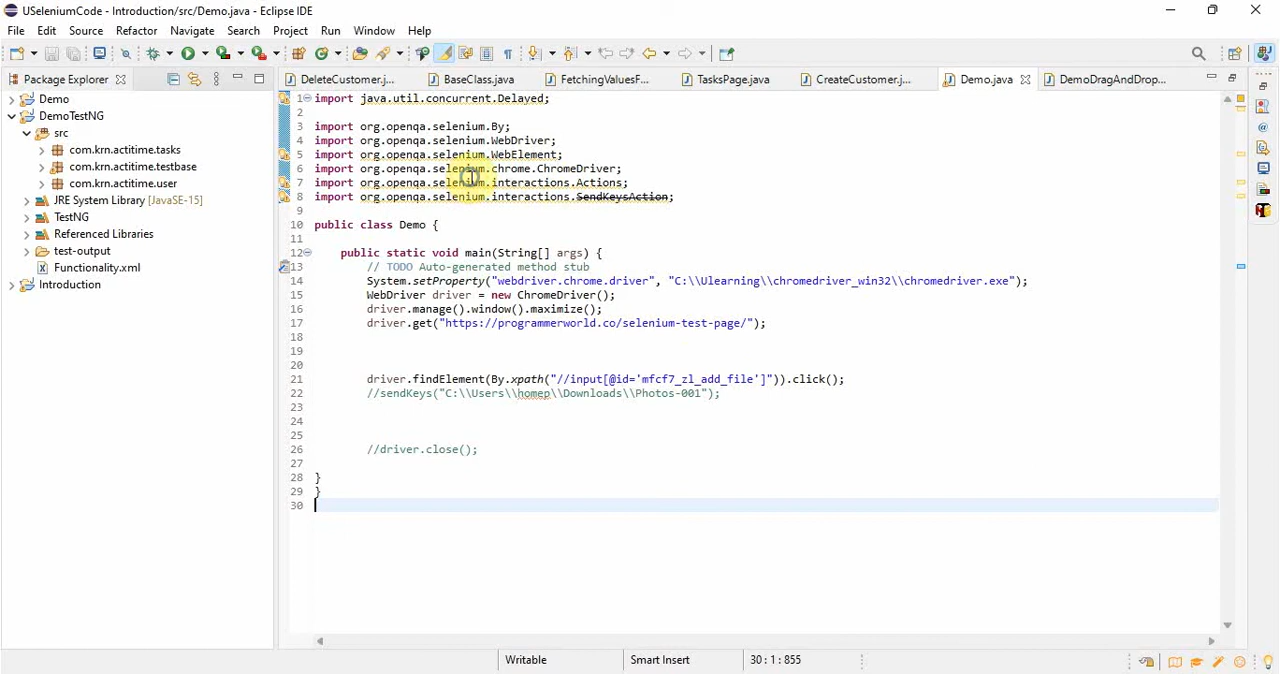 USeleniumCode - Introduction/src/Demo.java - Eclipse IDE
File Edit Source Refactor Navigate Search Project Run Window Help
Package Explorer
DeleteCustomer.j...
BaseClass.java
FetchingValuesF...
TasksPage.java
CreateCustomer.j...
Demo.java
DemoDragAndDrop...
Demo
DemoTestNG
src
com.krn.actitime.tasks
com.krn.actitime.testbase
com.krn.actitime.user
JRE System Library [JavaSE-15]
TestNG
Referenced Libraries
test-output
Functionality.xml
Introduction
1 import java.util.concurrent.Delayed;
2
3 import org.openqa.selenium.By;
4 import org.openqa.selenium.WebDriver;
5 import org.openqa.selenium.WebElement;
6 import org.openqa.selenium.chrome.ChromeDriver;
7 import org.openqa.selenium.interactions.Actions;
8 import org.openqa.selenium.interactions.SendKeysAction;
9
10 public class Demo {
11
12 public static void main(String[] args) {
13 // TODO Auto-generated method stub
14 System.setProperty("webdriver.chrome.driver", "C:\\Ulearning\\chromedriver_win32\\chromedriver.exe");
15 WebDriver driver = new ChromeDriver();
16 driver.manage().window().maximize();
17 driver.get("https://programmerworld.co/selenium-test-page/");
18
19
20
21 driver.findElement(By.xpath("//input[@id='mfcf7_zl_add_file']")).click();
22 //sendKeys("C:\\Users\\homep\\Downloads\\Photos-001");
23
24
25
26 //driver.close();
27
28 }
29 }
30
Writable
Smart Insert
30 : 1 : 855